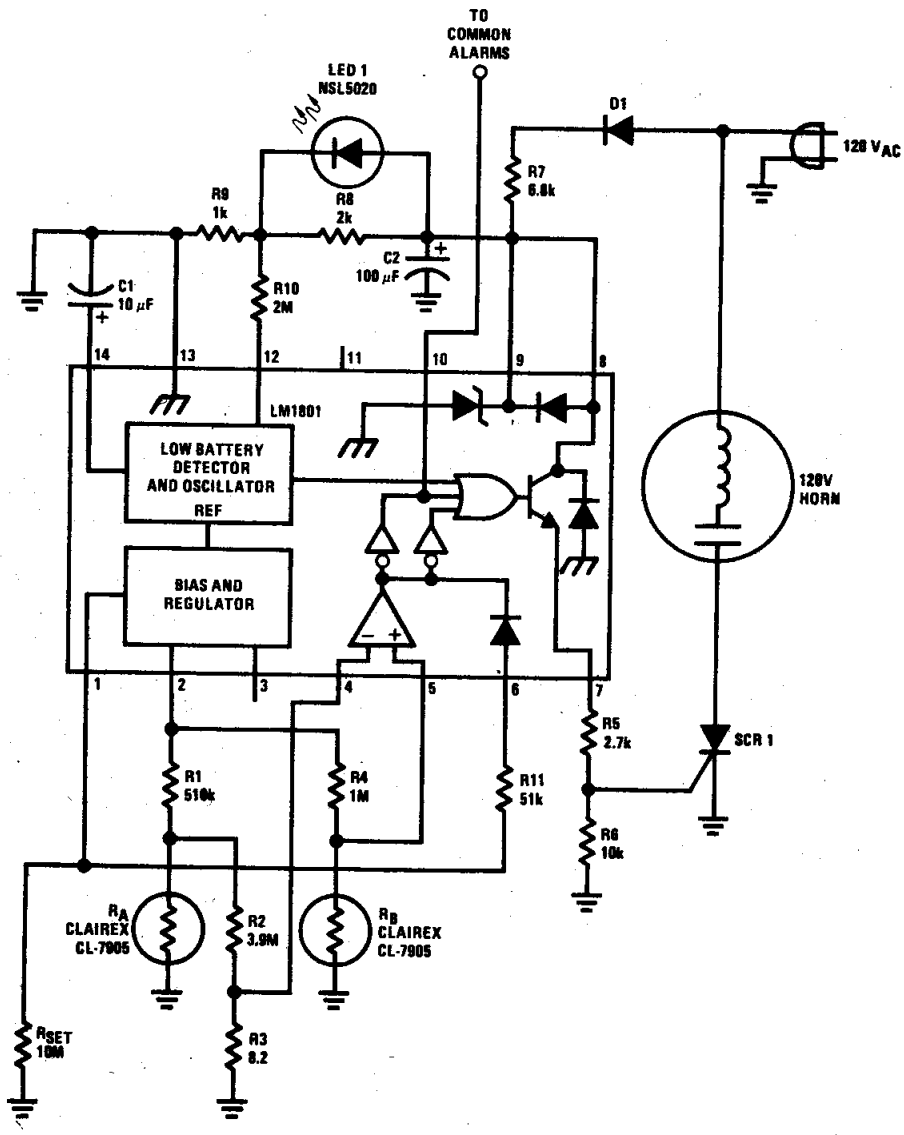 TO
COMMON
ALARMS
LED 1
NSL5020
D1
120 VAC
R7
6.8k
R9
1k
R8
2k
C2
100 µF
+
C1
10 µF
+
R10
2M
14
13
12
11
10
9
8
LM1801
LOW BATTERY
DETECTOR
AND OSCILLATOR
REF
BIAS AND
REGULATOR
120V
HORN
− +
1
2
3
4
5
6
7
R5
2.7k
SCR 1
R1
510k
R4
1M
R11
51k
R6
10k
RA
CLAIREX
CL-7905
R2
3.9M
RB
CLAIREX
CL-7905
RSET
10M
R3
8.2